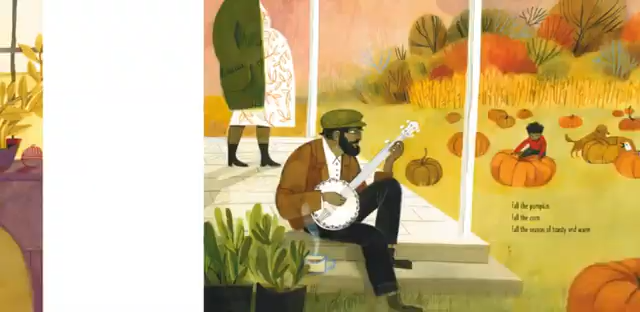 fall the pumpkin
fall the corn
fall the season of toasty and warm